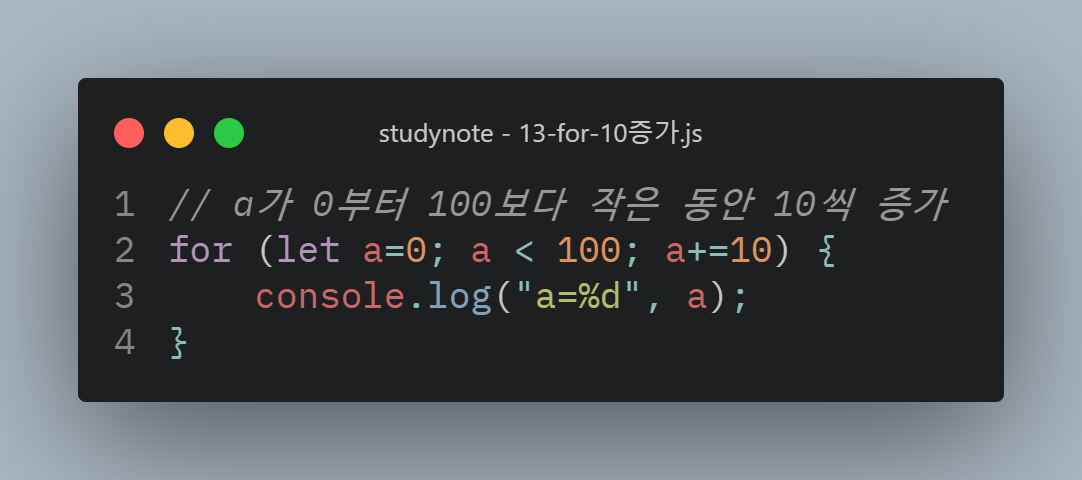 studynote - 13-for-10증가.js
1 // a가 0부터 100보다 작은 동안 10씩 증가
2 for (let a=0; a < 100; a+=10) {
3     console.log("a=%d", a);
4 }